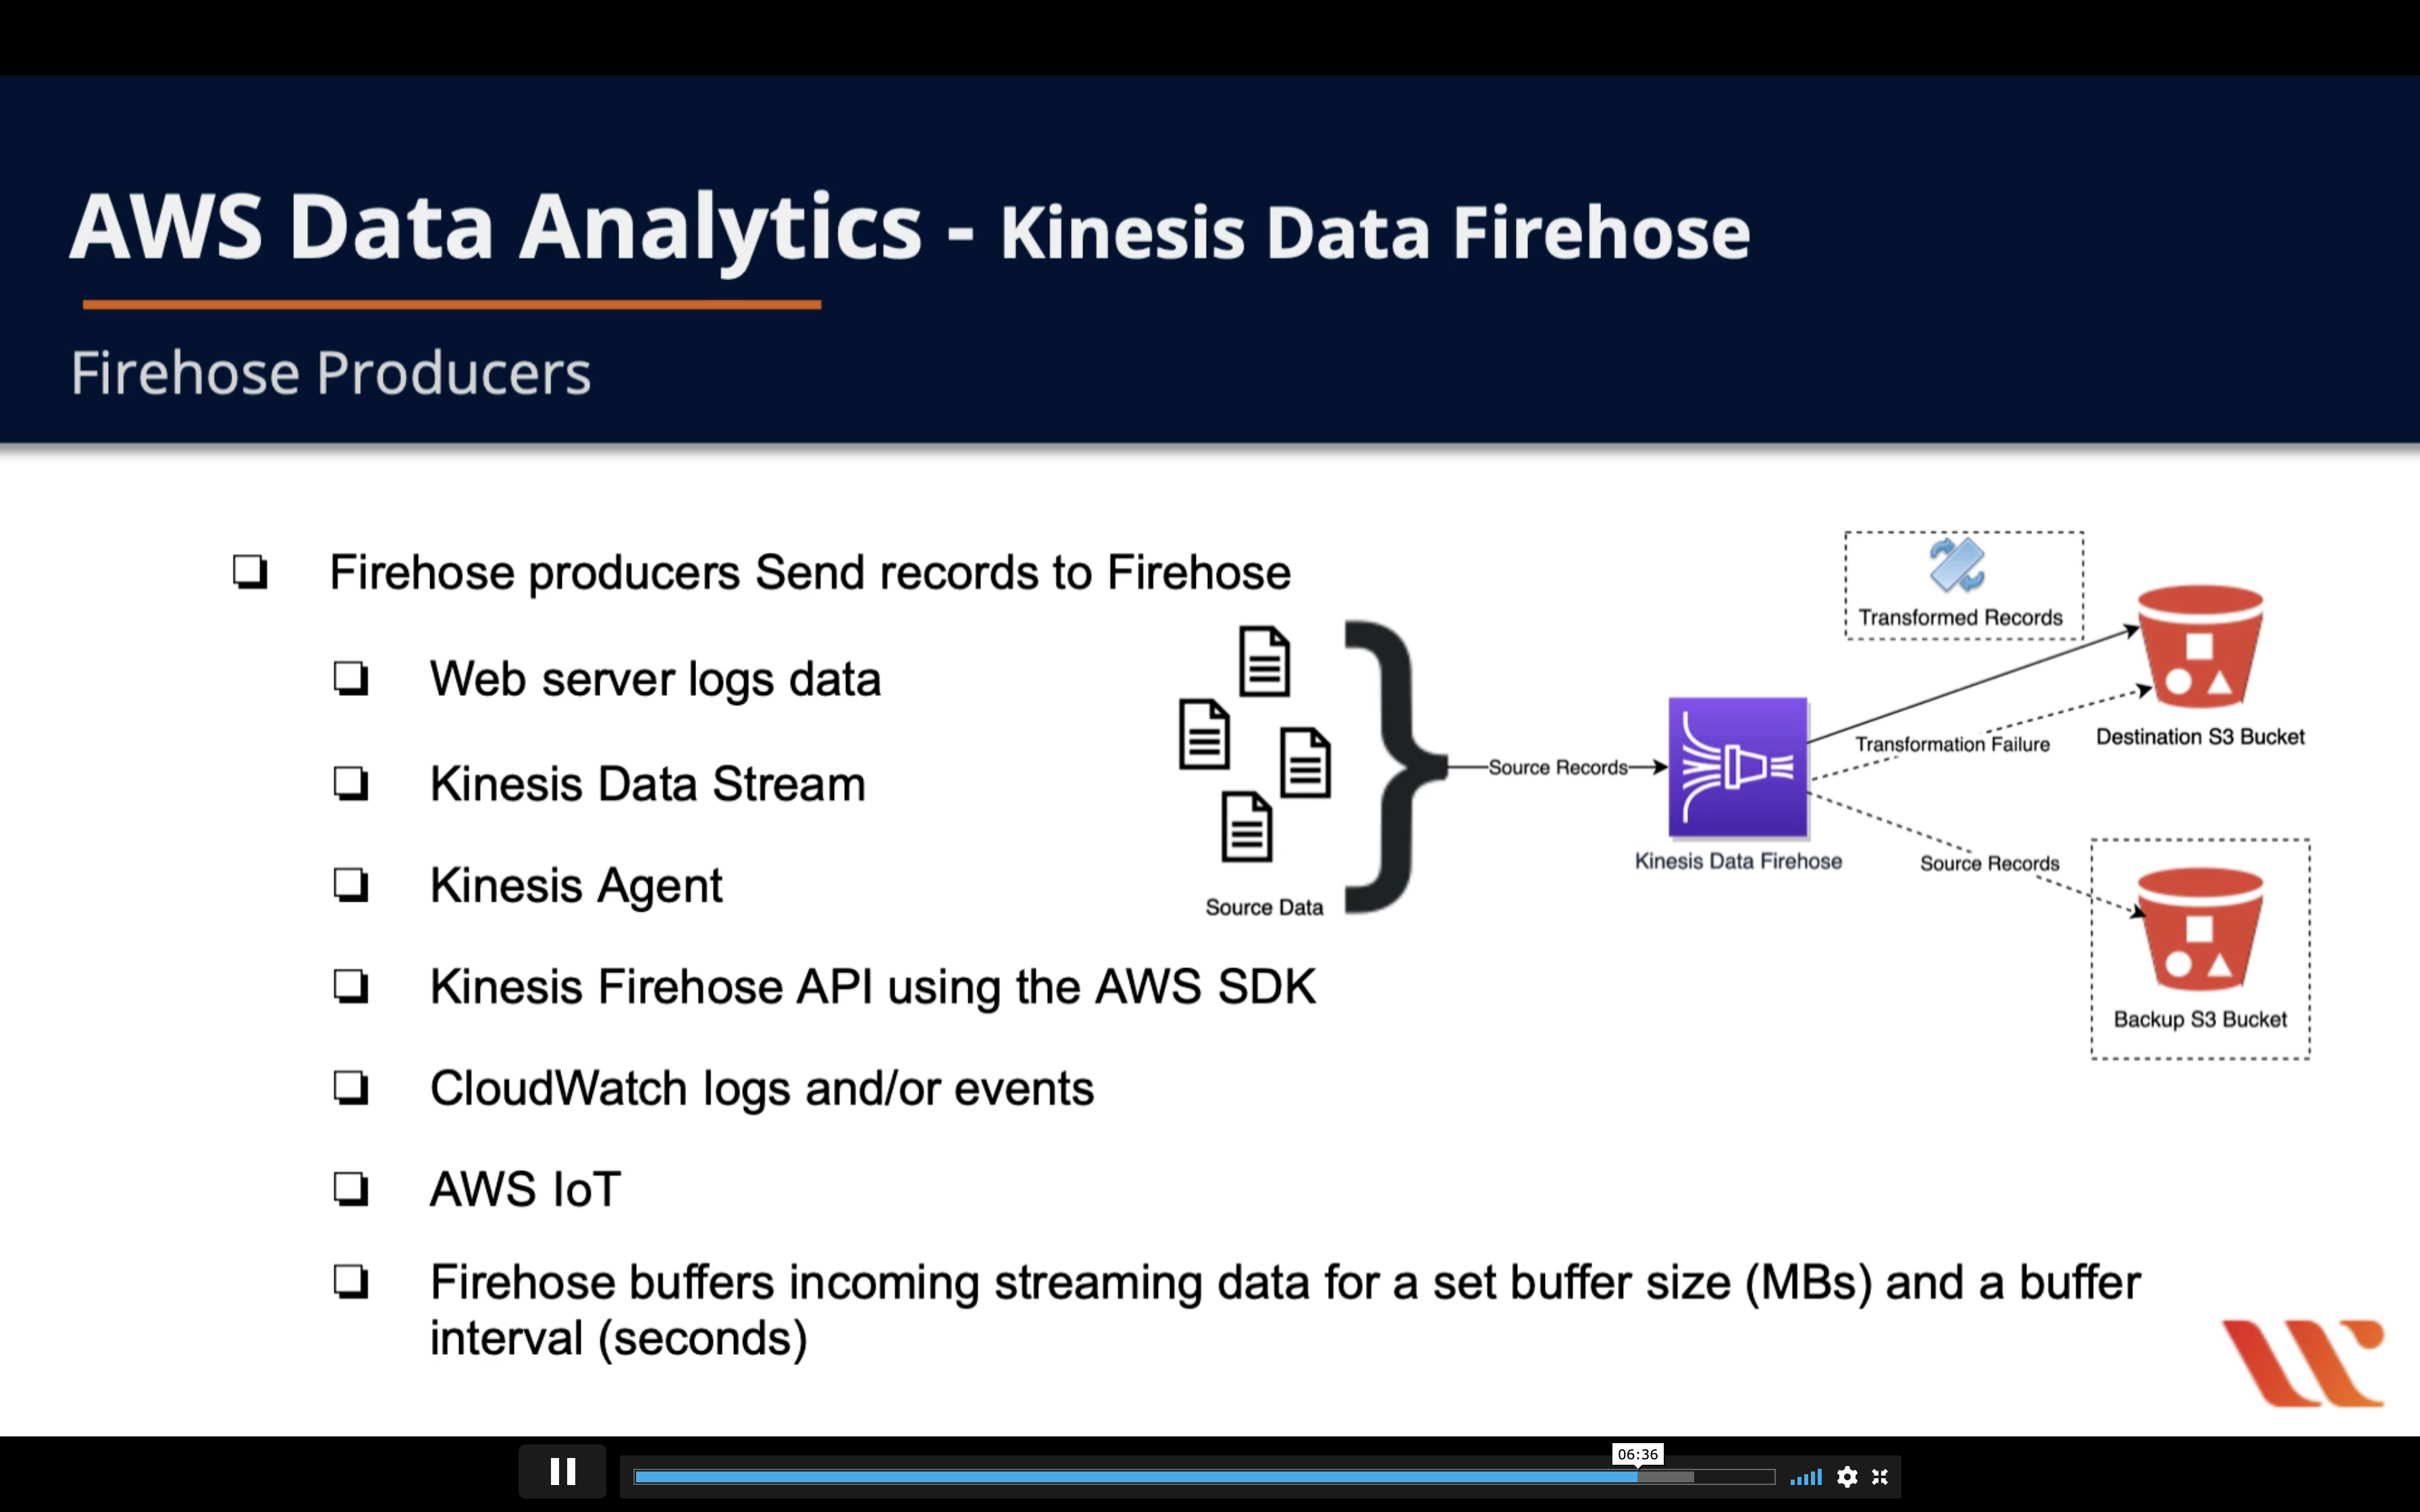 AWS Data Analytics - Kinesis Data Firehose
Firehose Producers
Firehose producers Send records to Firehose
Web server logs data
Kinesis Data Stream
Kinesis Agent
Kinesis Firehose API using the AWS SDK
CloudWatch logs and/or events
AWS IoT
Firehose buffers incoming streaming data for a set buffer size (MBs) and a buffer
interval (seconds)
Source Data
Source Records
Kinesis Data Firehose
Transformed Records
Transformation Failure
Destination S3 Bucket
Source Records
Backup S3 Bucket
06:36